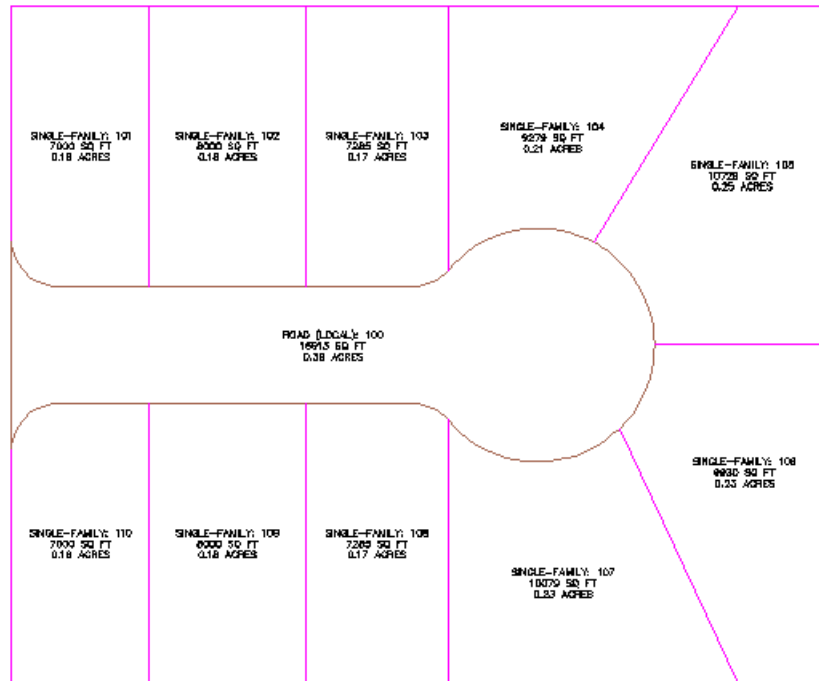 SINGLE-FAMILY: 101
7000 SQ FT
0.16 ACRES
SINGLE-FAMILY: 102
8000 SQ FT
0.18 ACRES
SINGLE-FAMILY: 103
7285 SQ FT
0.17 ACRES
SINGLE-FAMILY: 104
9279 SQ FT
0.21 ACRES
SINGLE-FAMILY: 105
10728 SQ FT
0.25 ACRES
ROAD (LOCAL): 100
SQ FT
0.38 ACRES
SINGLE-FAMILY: 106
9930 SQ FT
0.23 ACRES
SINGLE-FAMILY: 110
7000 SQ FT
0.16 ACRES
SINGLE-FAMILY: 109
8000 SQ FT
0.18 ACRES
SINGLE-FAMILY: 108
7285 SQ FT
0.17 ACRES
SINGLE-FAMILY: 107
10079 SQ FT
0.23 ACRES